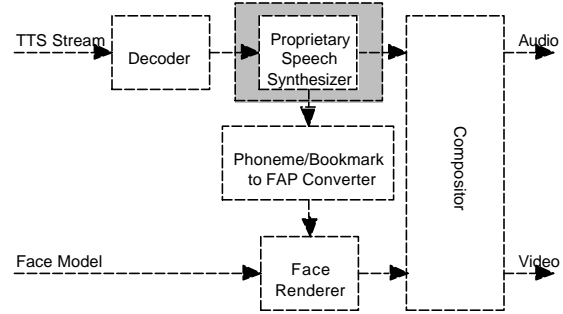 TTS Stream
Decoder
Proprietary
Speech
Synthesizer
Audio
Phoneme/Bookmark
to FAP Converter
Compositor
Face Model
Face
Renderer
Video